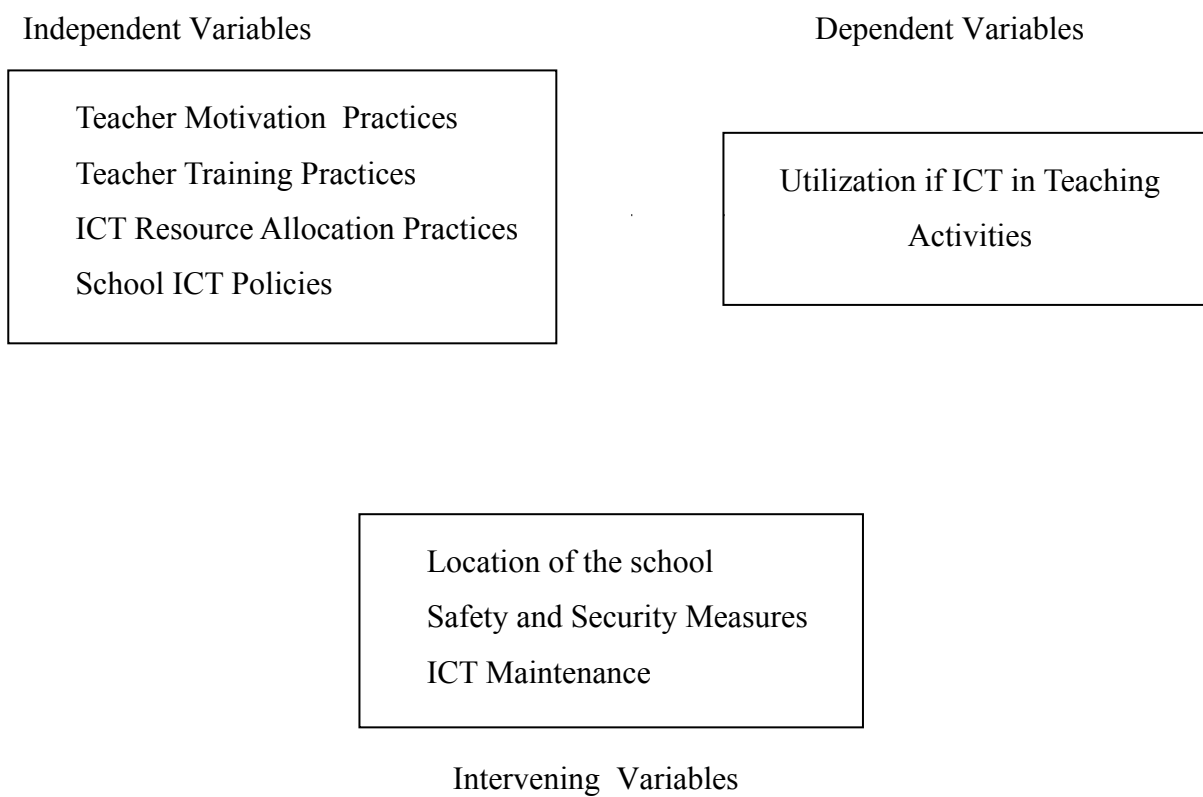 Independent Variables
Dependent Variables
Teacher Motivation  Practices
Teacher Training Practices
ICT Resource Allocation Practices
School ICT Policies
Utilization if ICT in Teaching
Activities
Location of the school
Safety and Security Measures
ICT Maintenance
Intervening  Variables